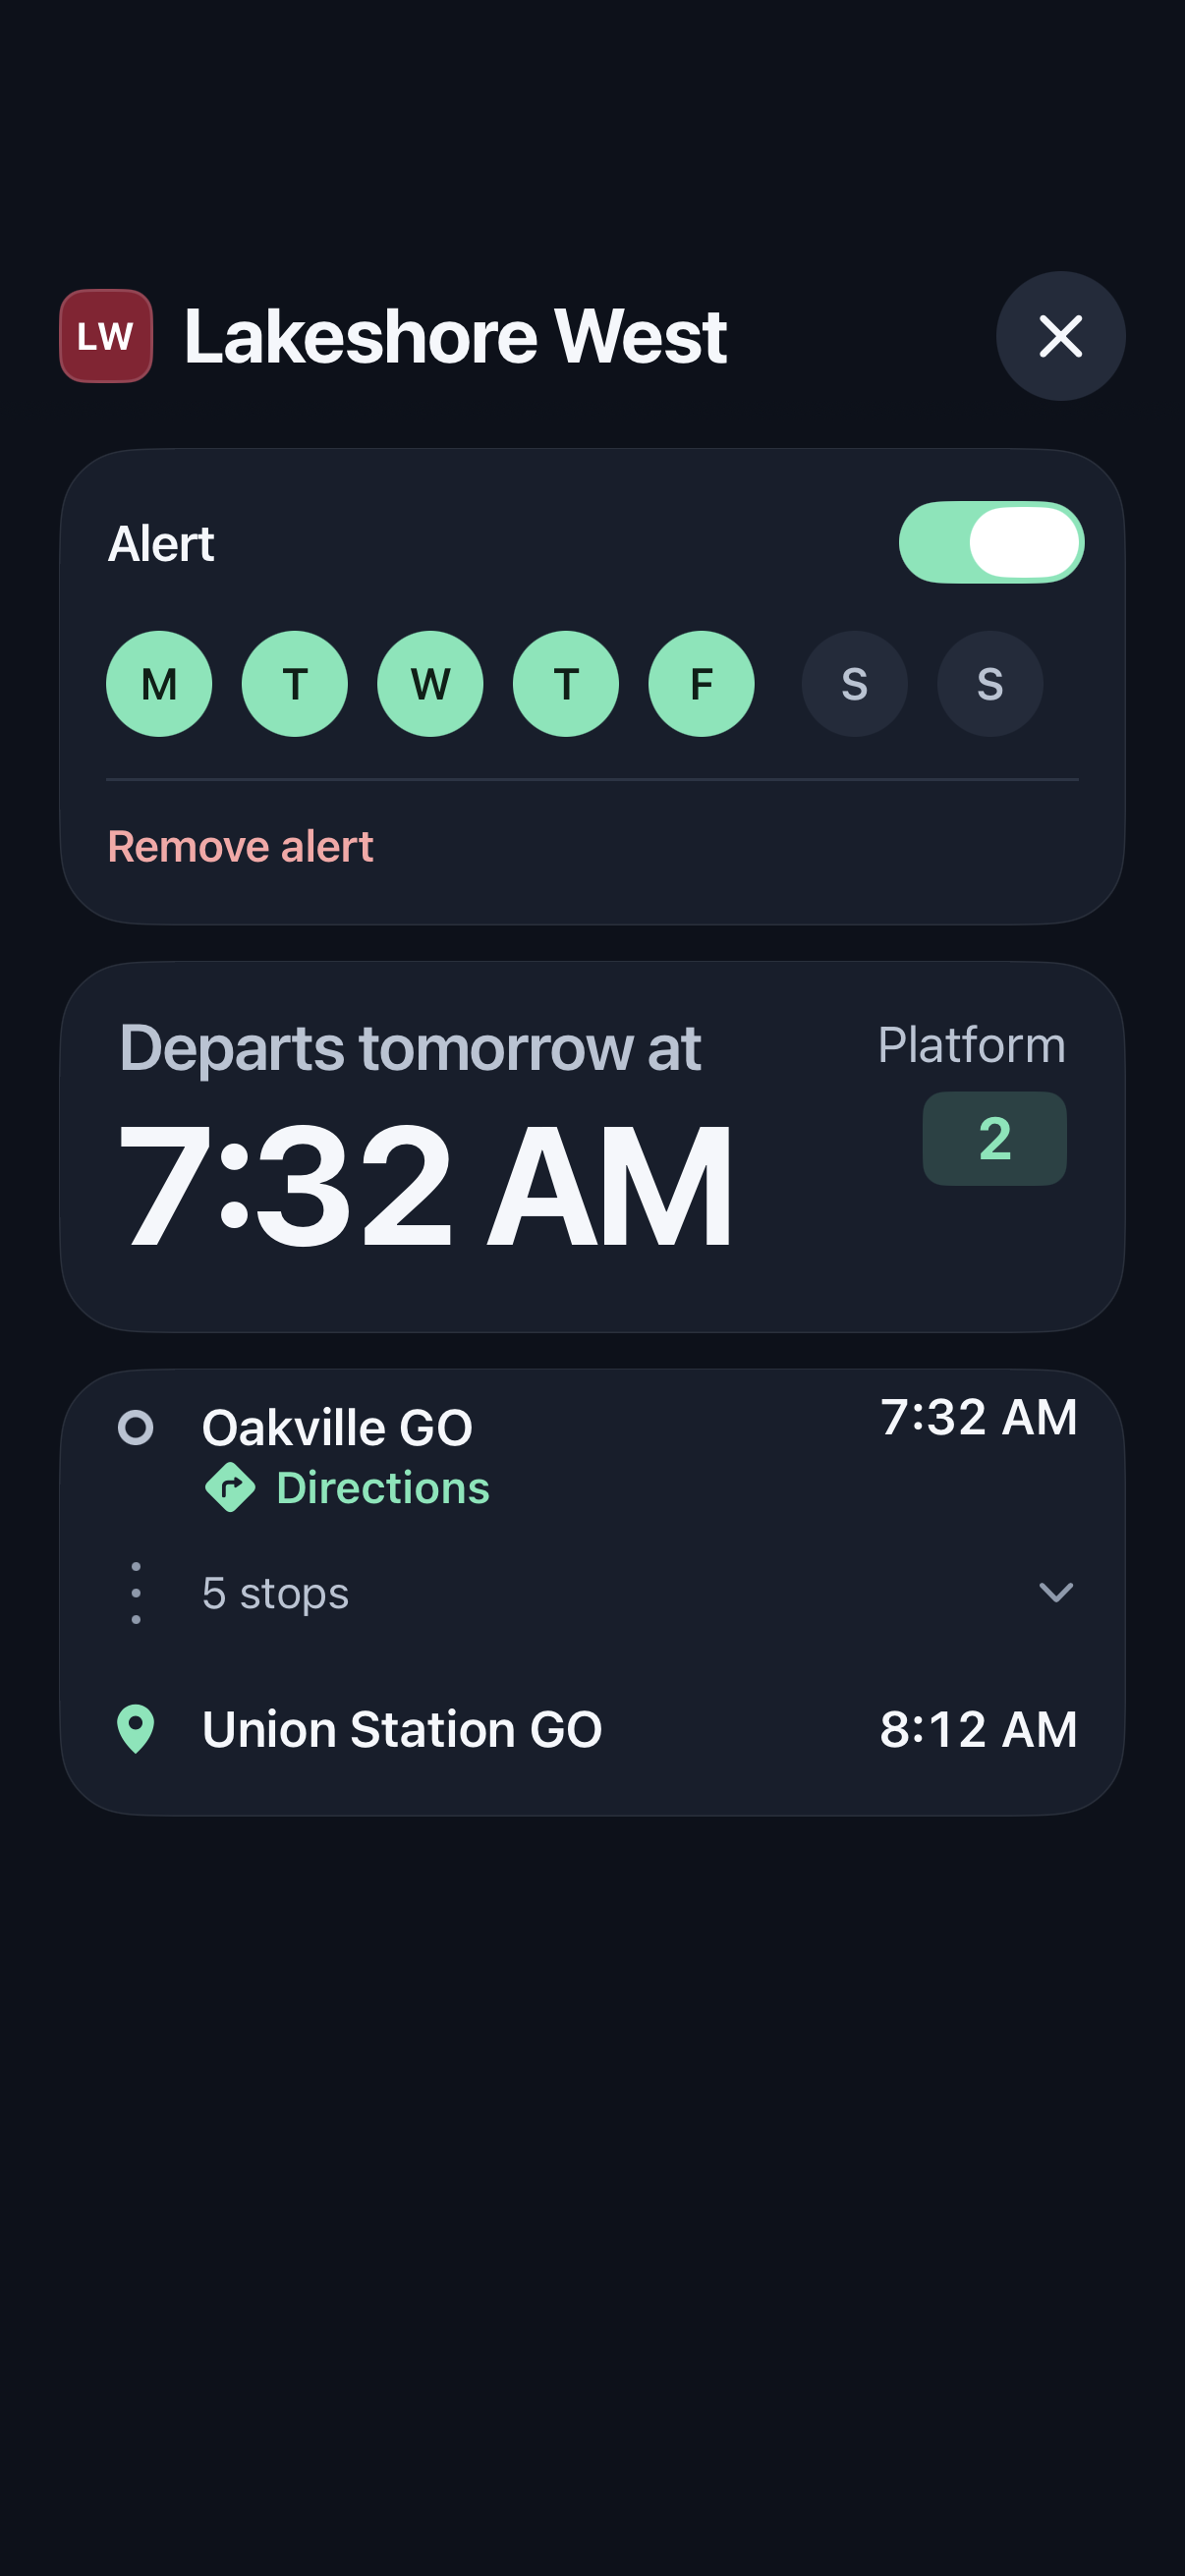 LW Lakeshore West
Alert
M T W T F S S
Remove alert
Departs tomorrow at
Platform
7:32 AM
2
Oakville GO
7:32 AM
Directions
5 stops
Union Station GO
8:12 AM